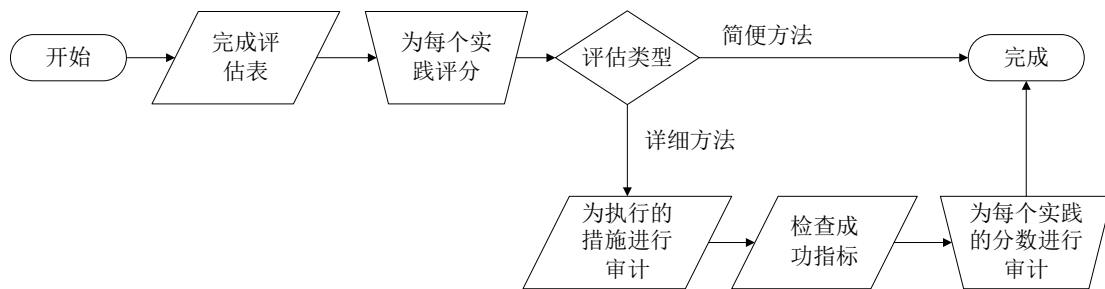 开始
完成评
估表
为每个实
践评分
评估类型
简便方法
完成
详细方法
为执行的
措施进行
审计
检查成
功指标
为每个实践
的分数进行
审计